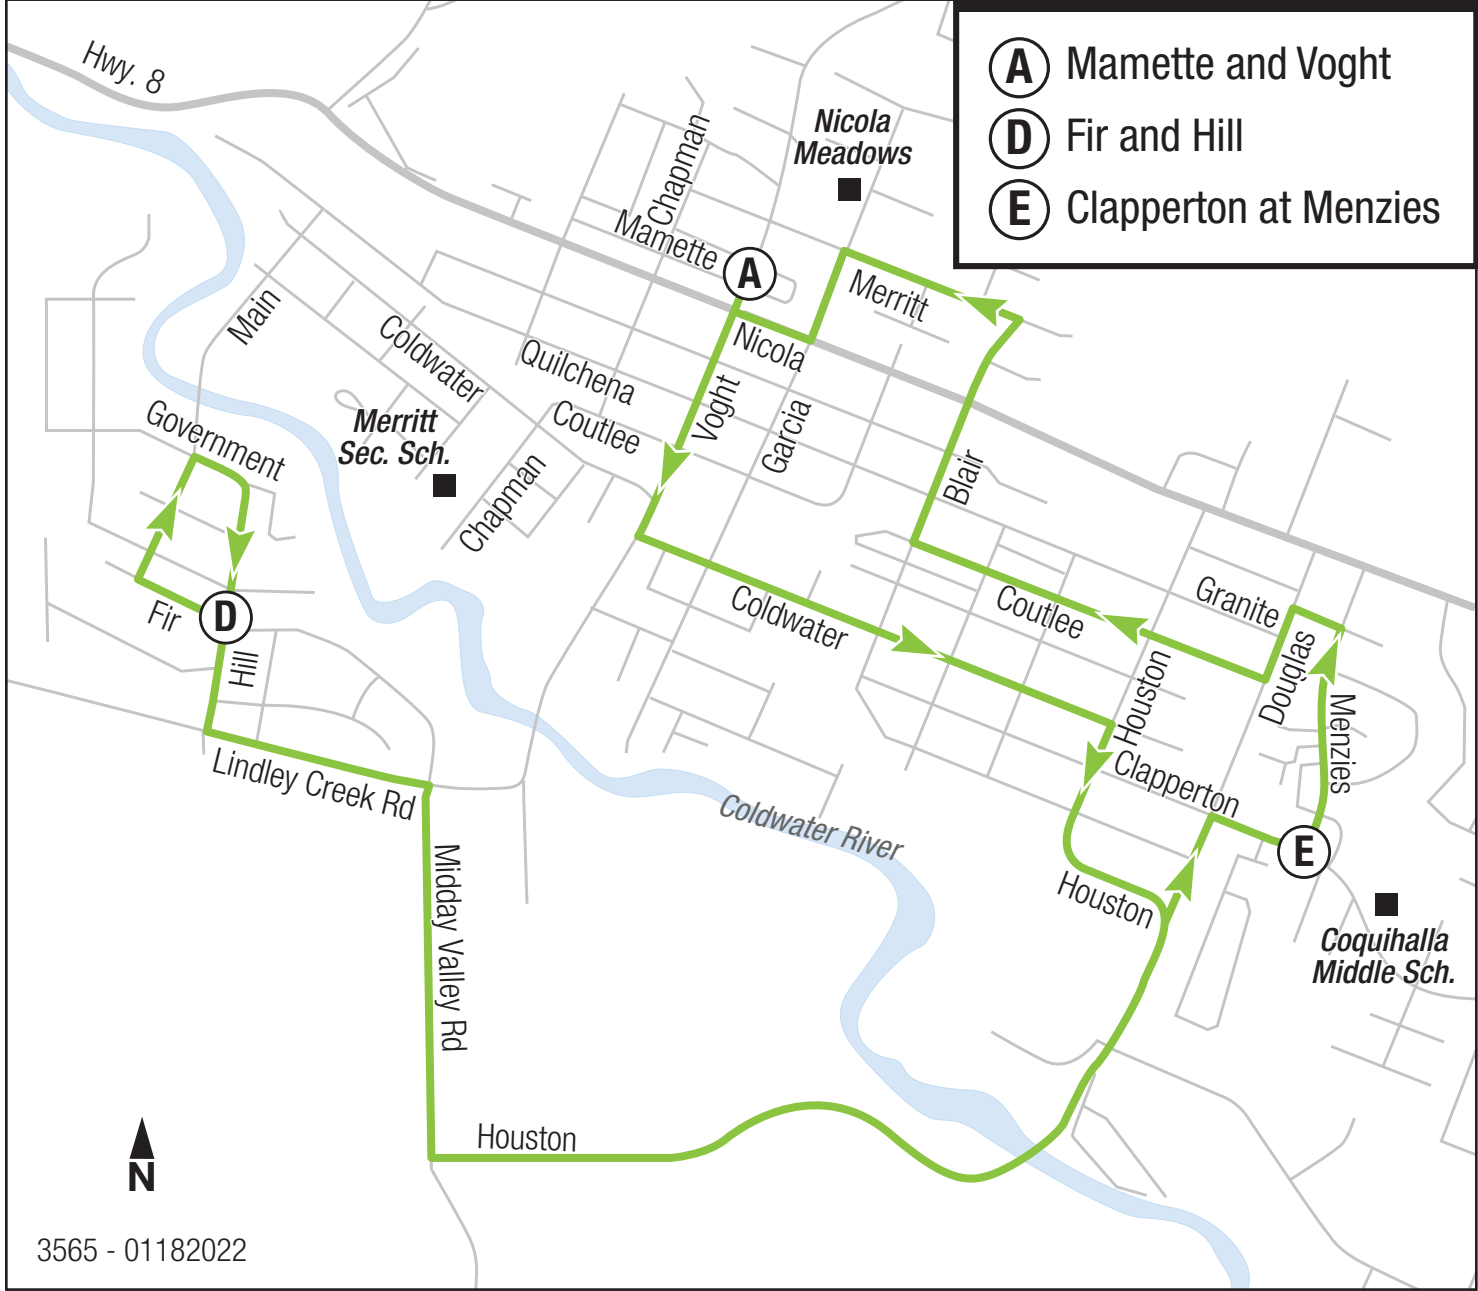 A Mamette and Voght
D Fir and Hill
E Clapperton at Menzies
Hwy. 8
Nicola
Meadows
Chapman
Mamette
A
Merritt
Main
Coldwater
Nicola
Quilchena
Voght
Coutlee
Garcia
Merritt
Sec. Sch.
Government
Chapman
Blair
Granite
Coldwater
Coutlee
Fir
D
Hill
Houston
Douglas
Menzies
Lindley Creek Rd
Clapperton
Coldwater River
E
Midday Valley Rd
Houston
Coquihalla
Middle Sch.
Houston
N
3565 - 01182022